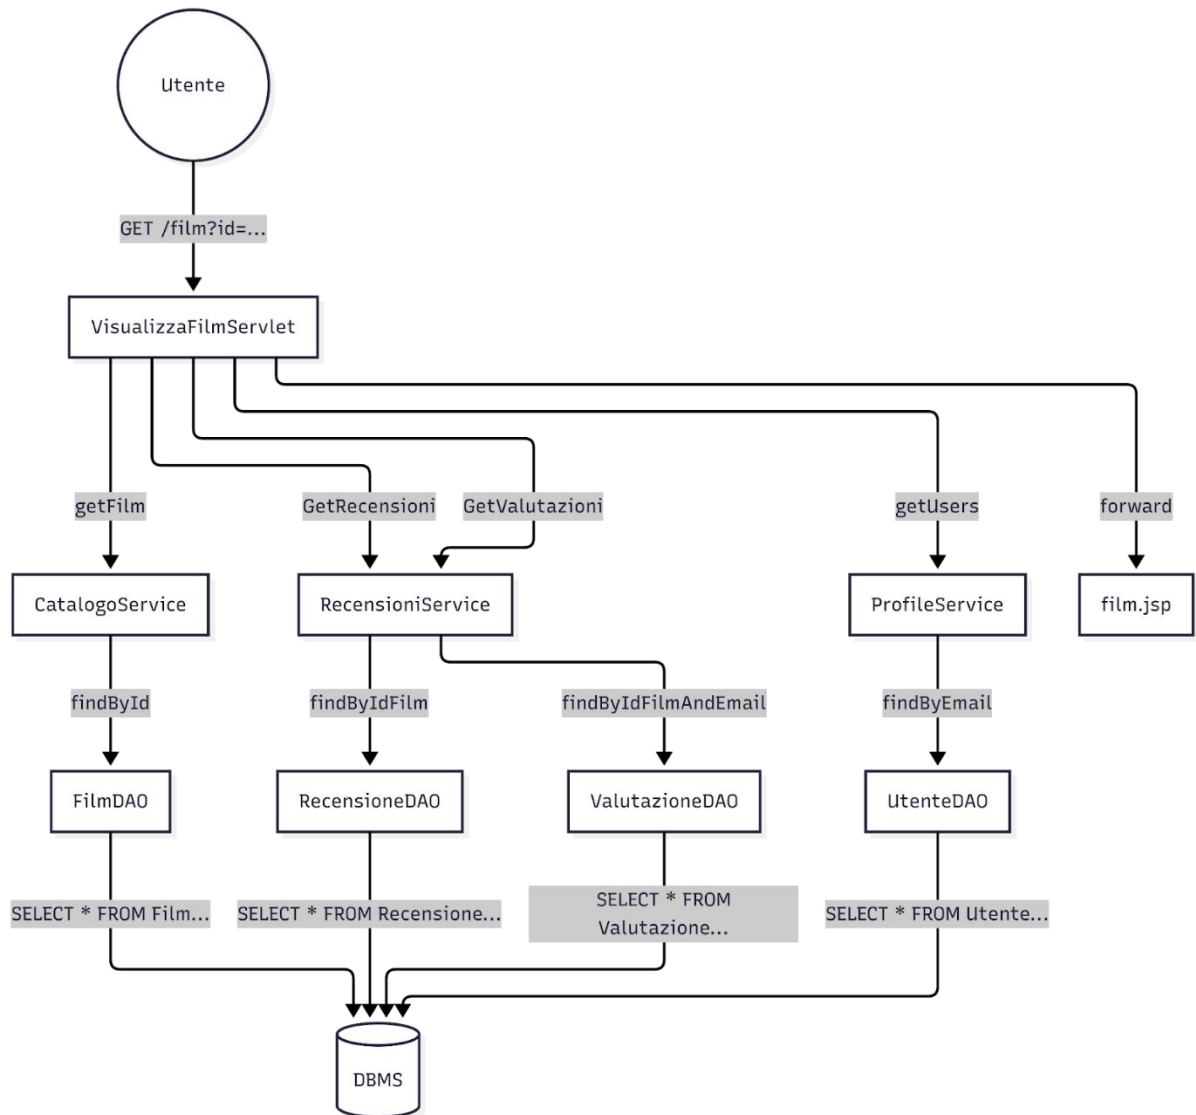 Utente
GET /film?id=...
VisualizzaFilmServlet
getFilm
GetRecensioni
GetValutazioni
getUsers
forward
CatalogoService
RecensioniService
ProfileService
film.jsp
findById
findByIdFilm
findByIdFilmAndEmail
findByEmail
FilmDAO
RecensioneDAO
ValutazioneDAO
UtenteDAO
SELECT * FROM Film...
SELECT * FROM Recensione...
SELECT * FROM
Valutazione...
SELECT * FROM Utente...
DBMS